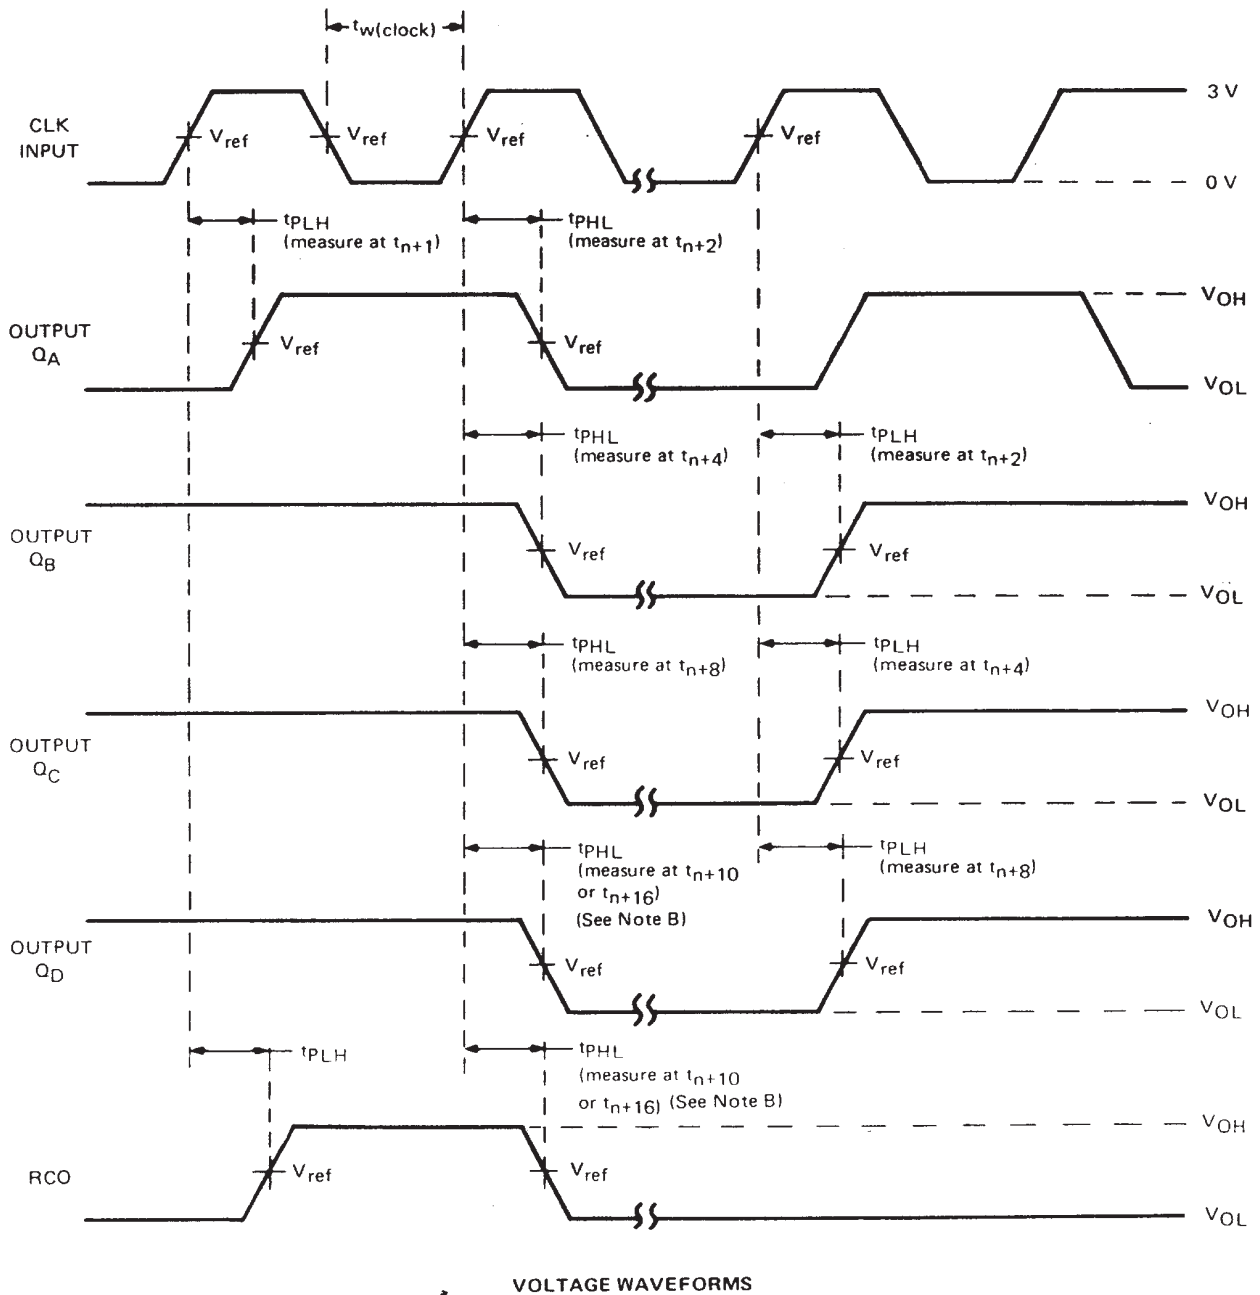 tw(clock)
CLK
INPUT
Vref
Vref
Vref
Vref
3 V
0 V
tPLH
(measure at tn+1)
tPHL
(measure at tn+2)
OUTPUT
QA
Vref
Vref
VOH
VOL
tPHL
(measure at tn+4)
tPLH
(measure at tn+2)
OUTPUT
QB
Vref
Vref
VOH
VOL
tPHL
(measure at tn+8)
tPLH
(measure at tn+4)
OUTPUT
QC
Vref
Vref
VOH
VOL
tPHL
(measure at tn+10
or tn+16)
(See Note B)
tPLH
(measure at tn+8)
OUTPUT
QD
Vref
Vref
VOH
VOL
tPLH
tPHL
(measure at tn+10
or tn+16) (See Note B)
RCO
Vref
Vref
VOH
VOL
VOLTAGE WAVEFORMS